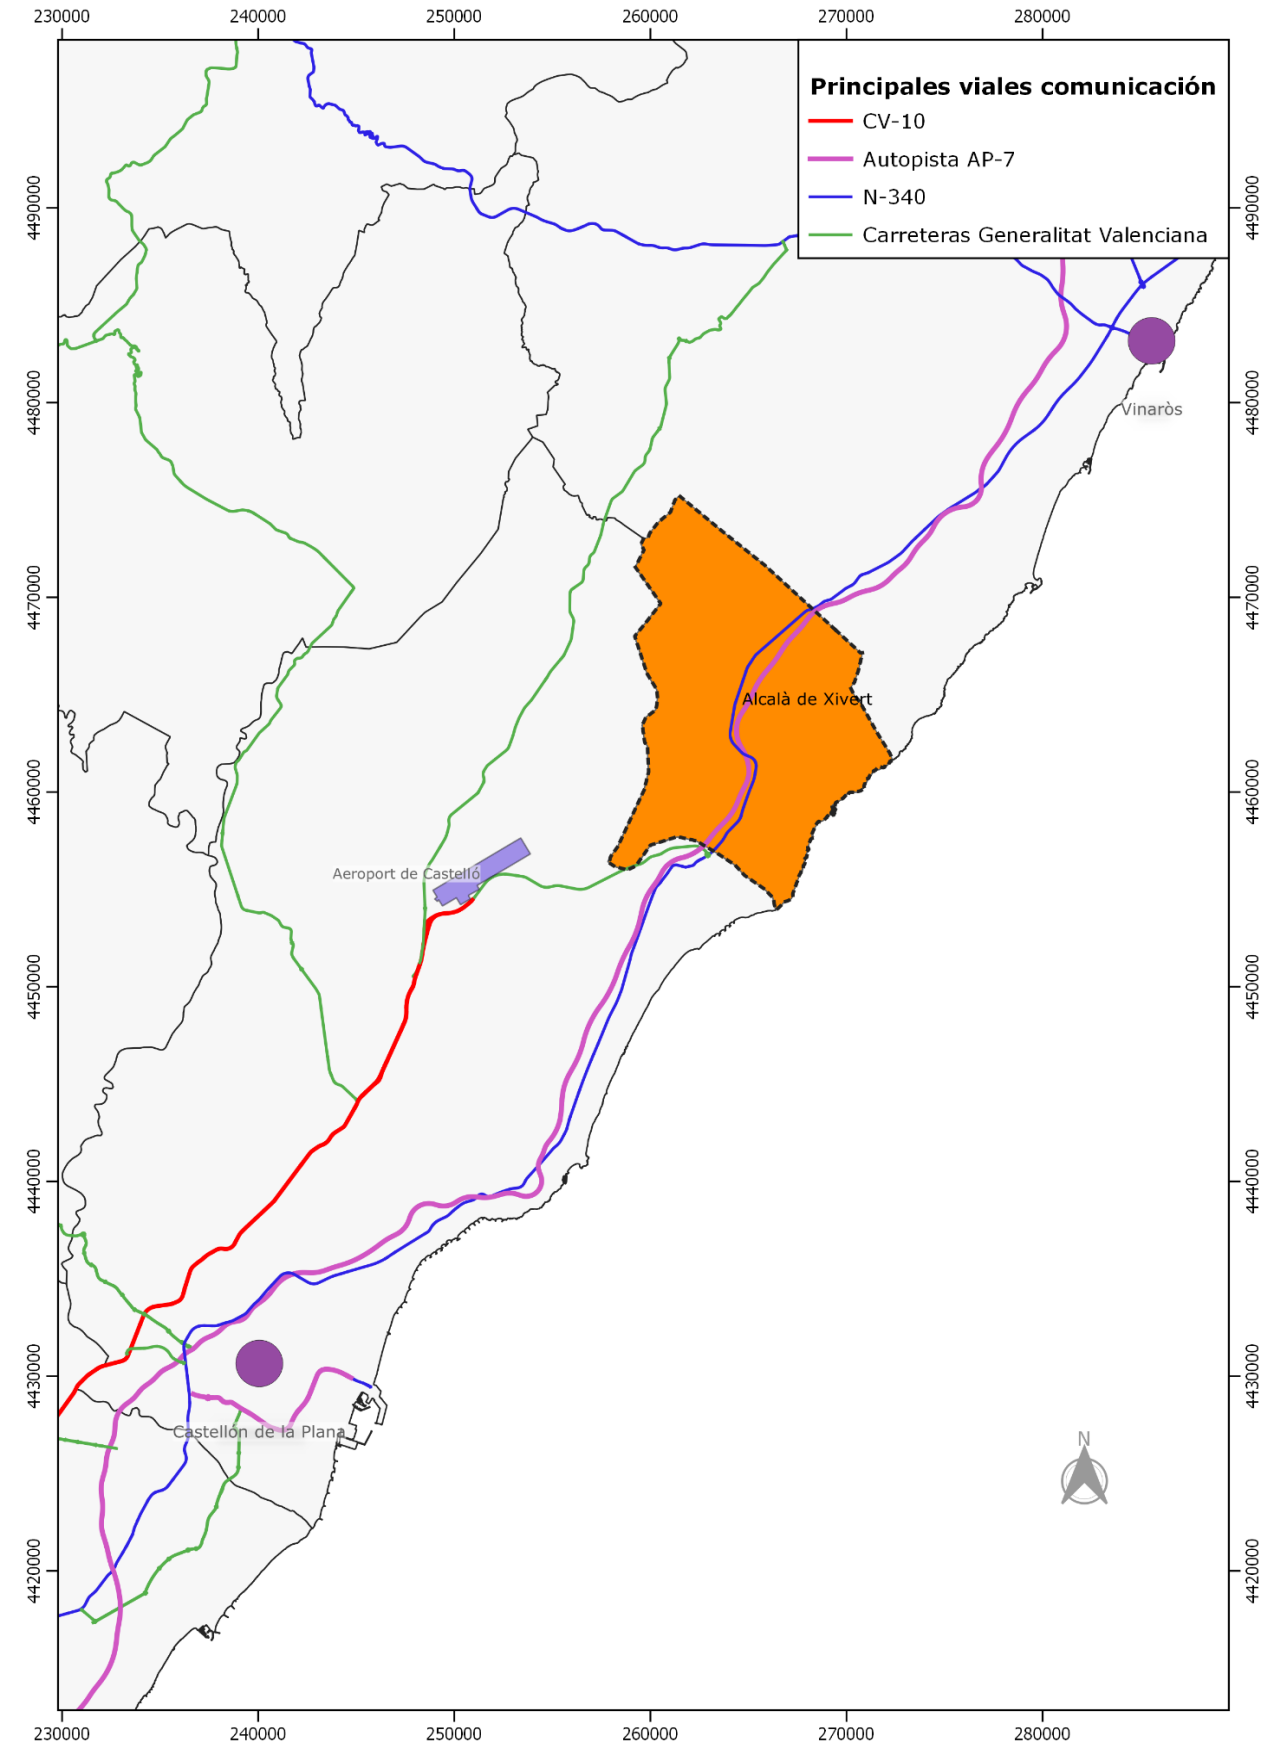 230000 240000 250000 260000 270000 280000
Principales viales comunicación
CV-10
Autopista AP-7
N-340
Carreteras Generalitat Valenciana
4490000 4490000
Vinaròs
4480000 4480000
4470000 4470000
Alcalà de Xivert
4460000 4460000
Aeroport de Castelló
4450000 4450000
4440000 4440000
4430000 4430000
Castellón de la Plana
N
4420000 4420000
230000 240000 250000 260000 270000 280000